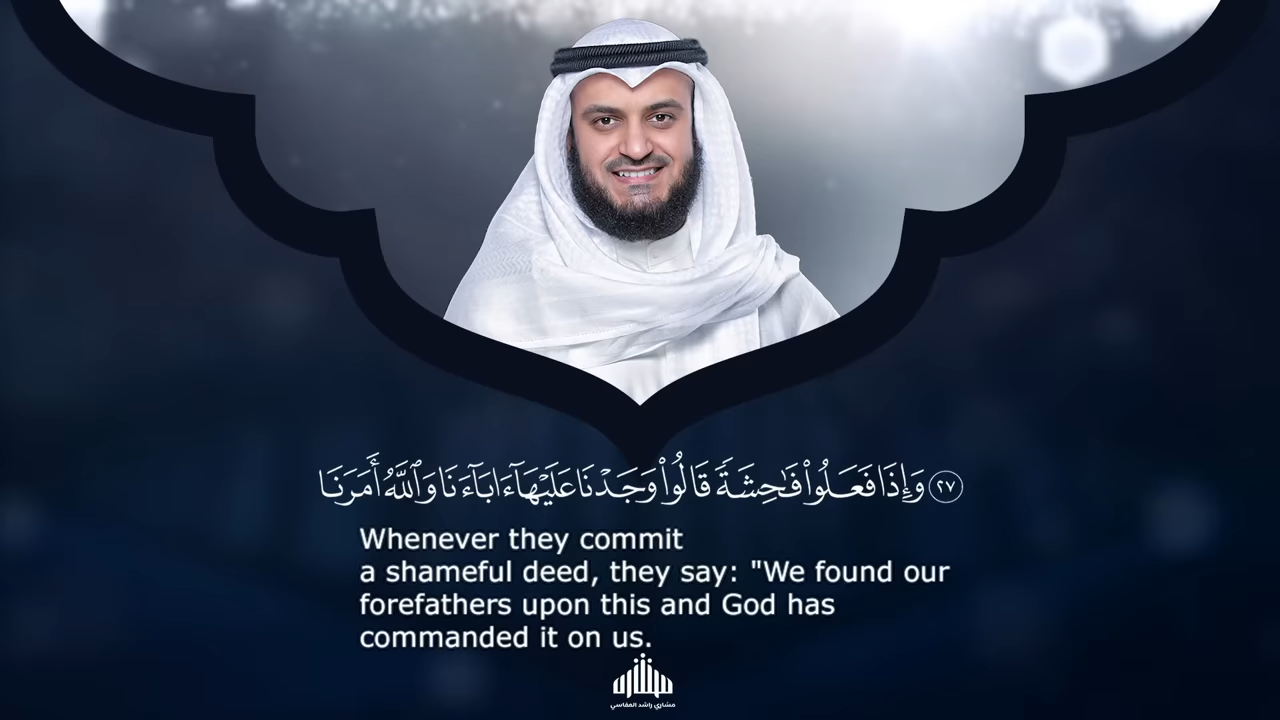 ٢٧ وَإِذَا فَعَلُوا۟ فَـٰحِشَةً قَالُوا۟ وَجَدْنَا عَلَيْهَآ ءَابَآءَنَا وَٱللَّهُ أَمَرَنَا
Whenever they commit
a shameful deed, they say: "We found our
forefathers upon this and God has
commanded it on us.
مشاري راشد العفاسي